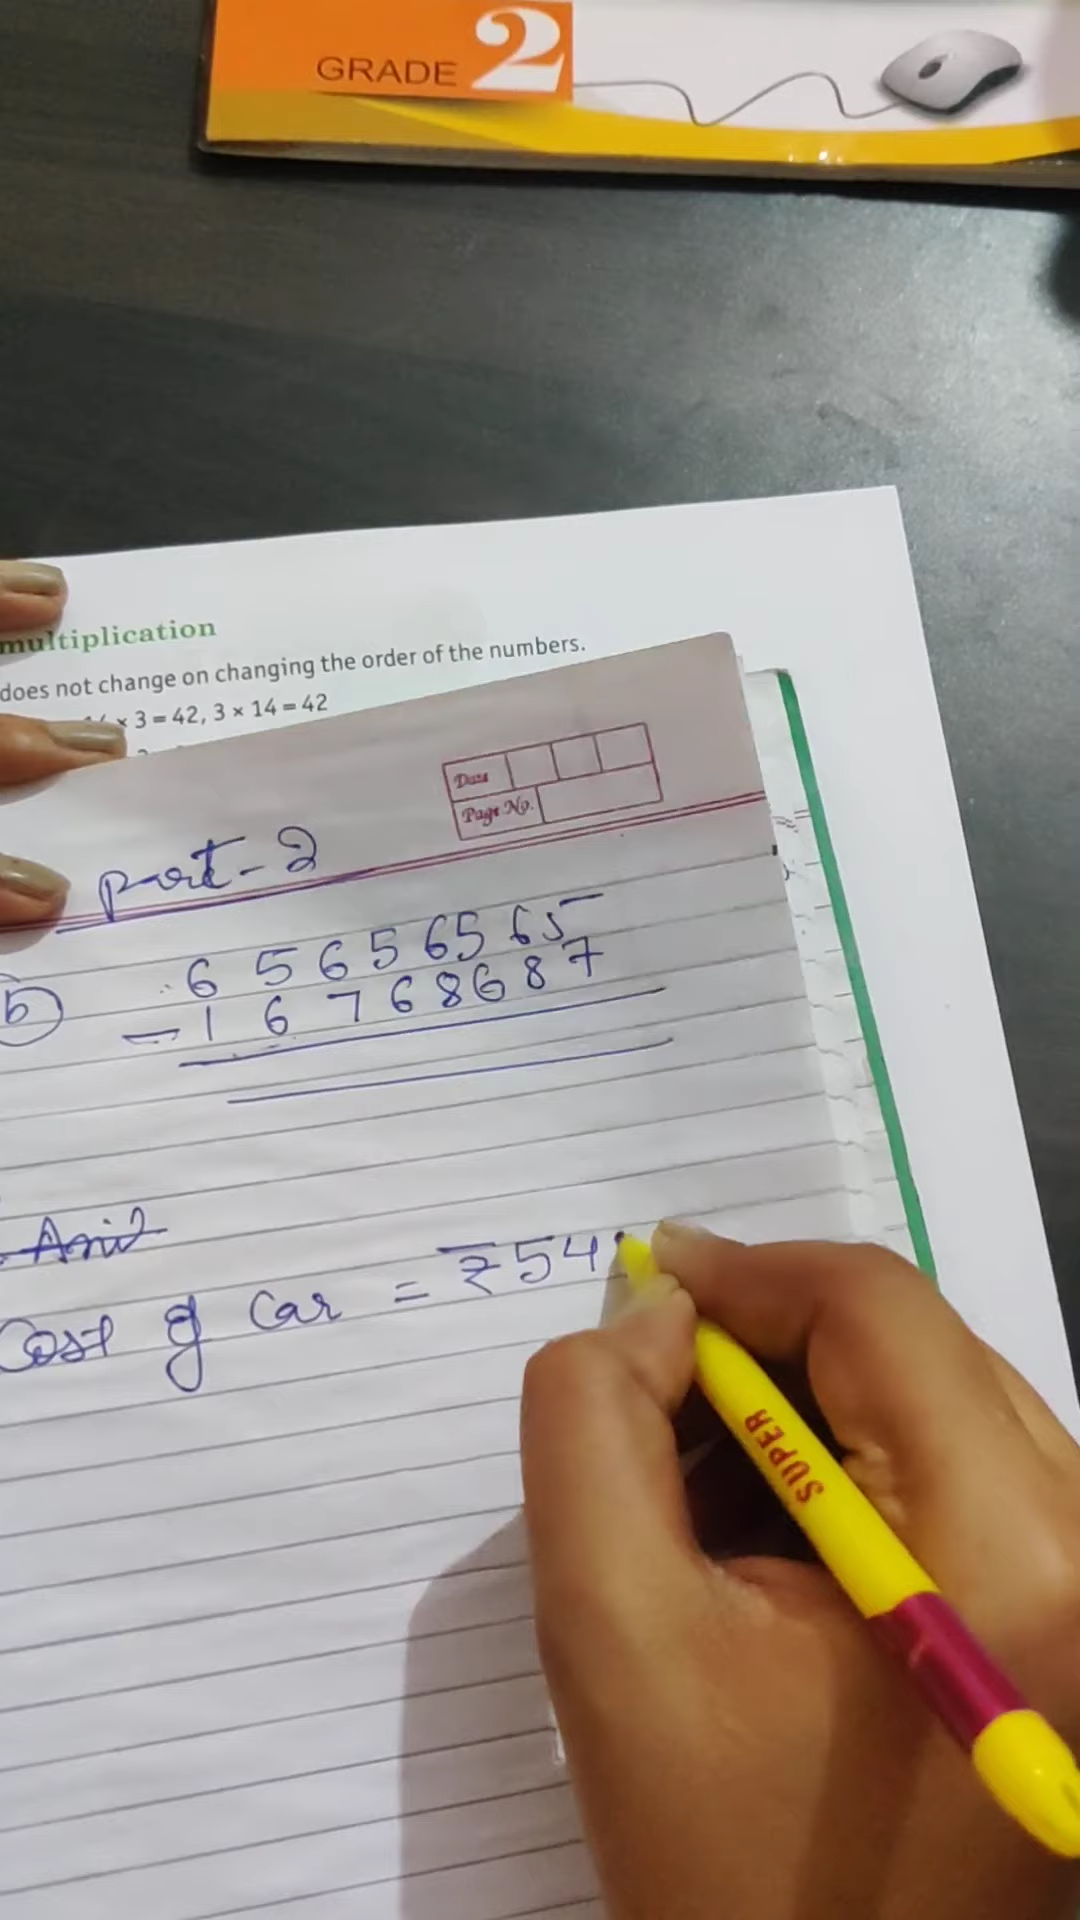 GRADE 2
multiplication
does not change on changing the order of the numbers.
× 3 = 42, 3 × 14 = 42
Date
Page No.
Part-2
b 6 5 6 5 6 5 6 5
- 1 6 7 6 8 6 8 7
Cost of Car = ₹ 54
SUPER